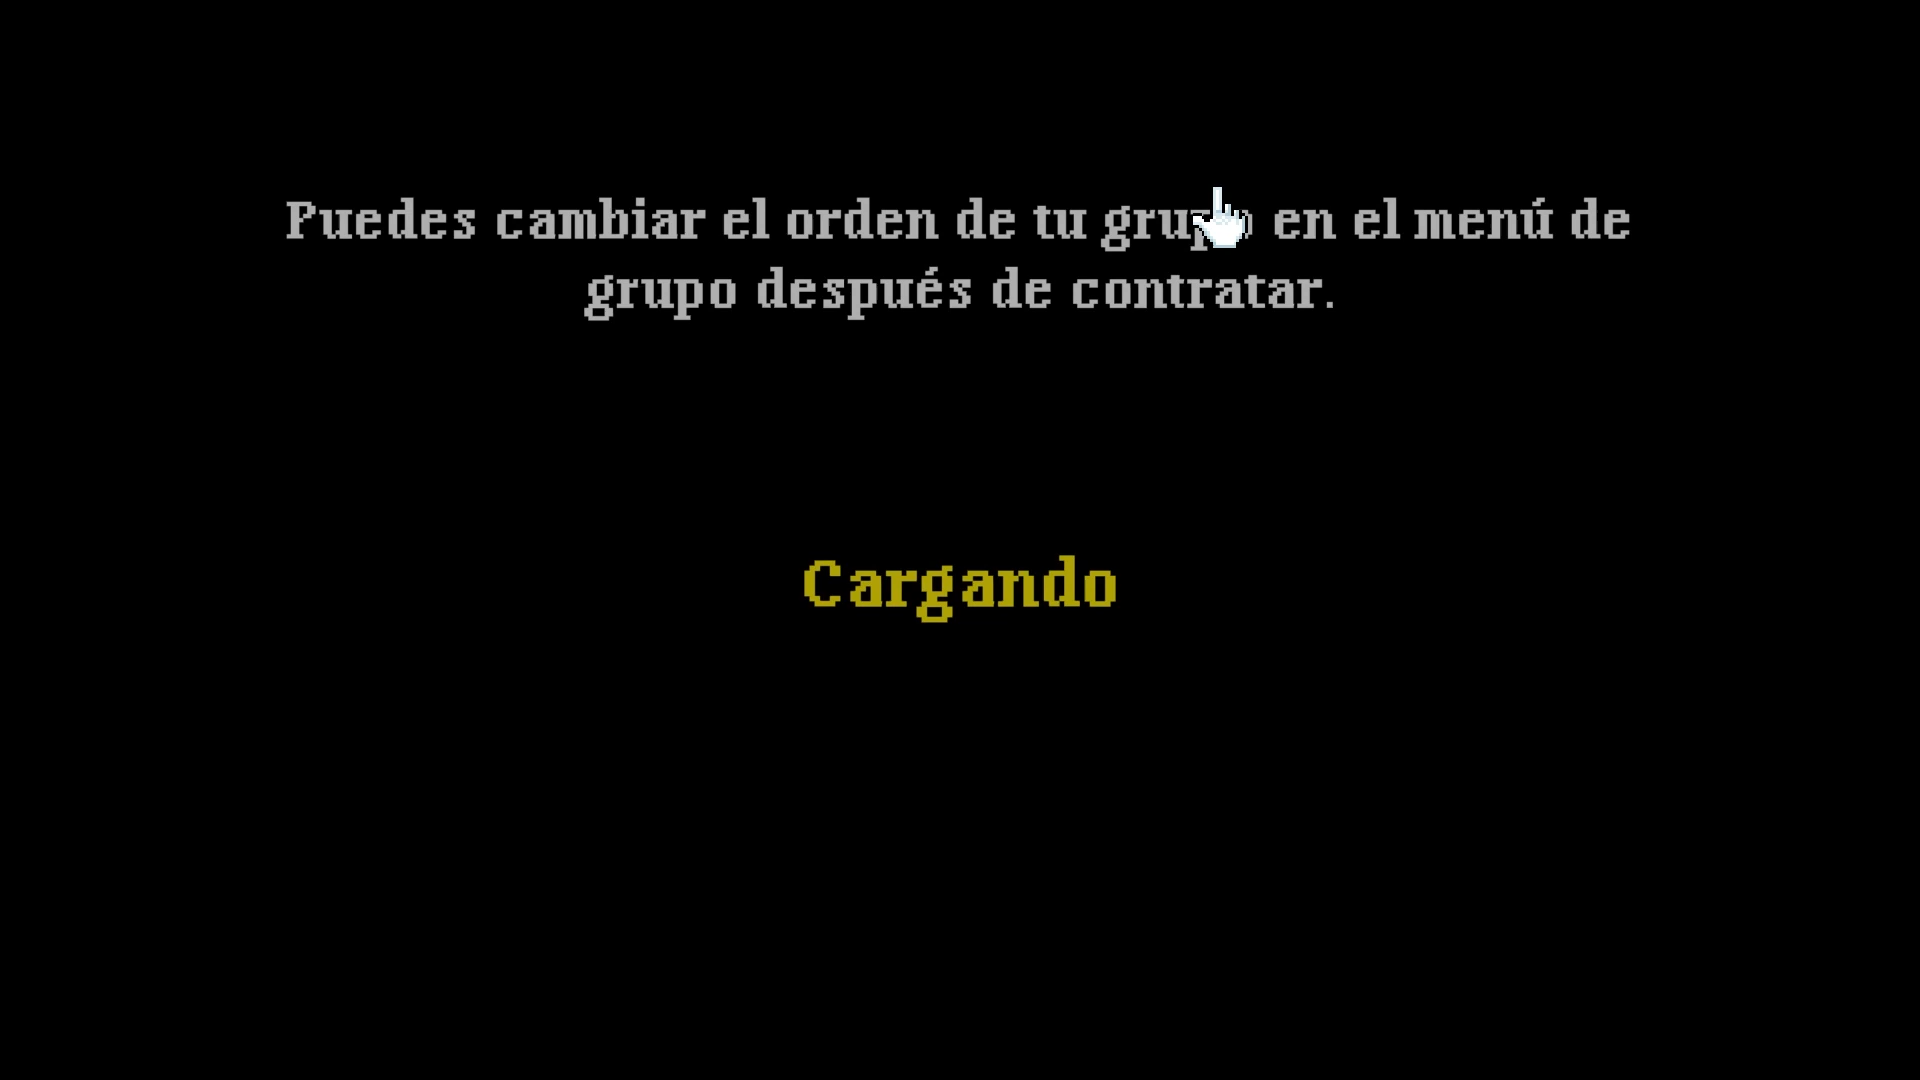 Puedes cambiar el orden de tu grupo en el menú de
grupo después de contratar.
Cargando